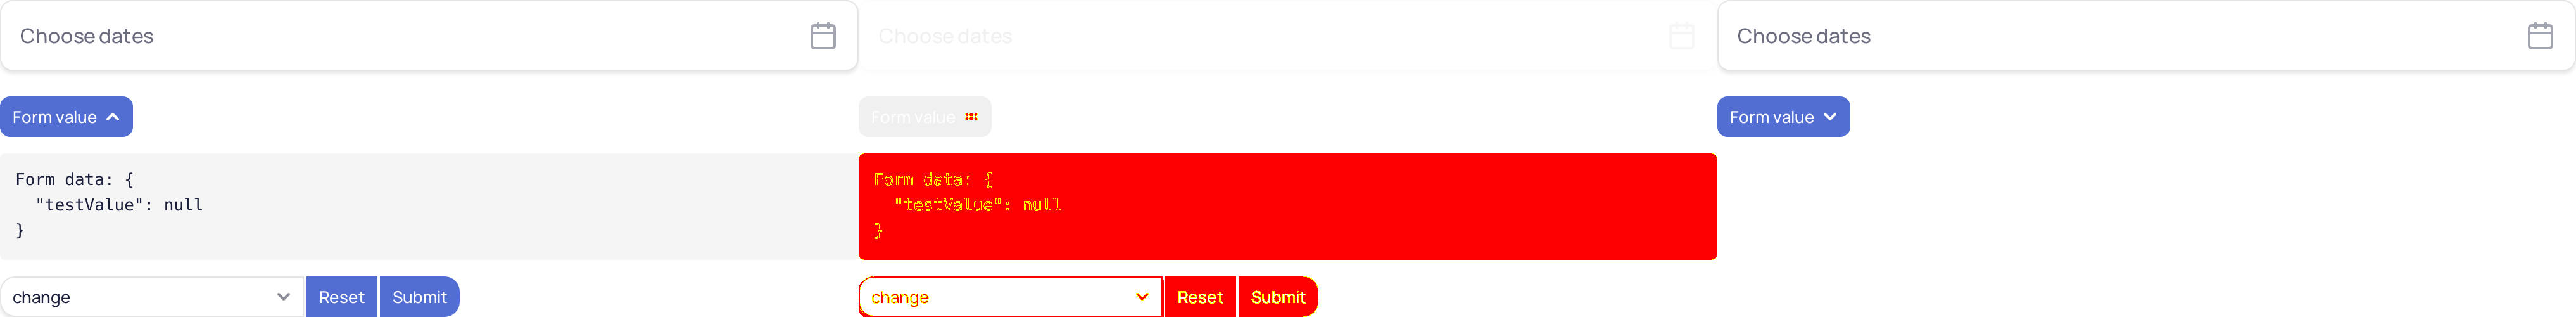 Choose dates
Choose dates
Choose dates
Form value
Form value
Form value
Form data: {
  "testValue": null
}
Form data: {
  "testValue": null
}
change
Reset
Submit
change
Reset
Submit